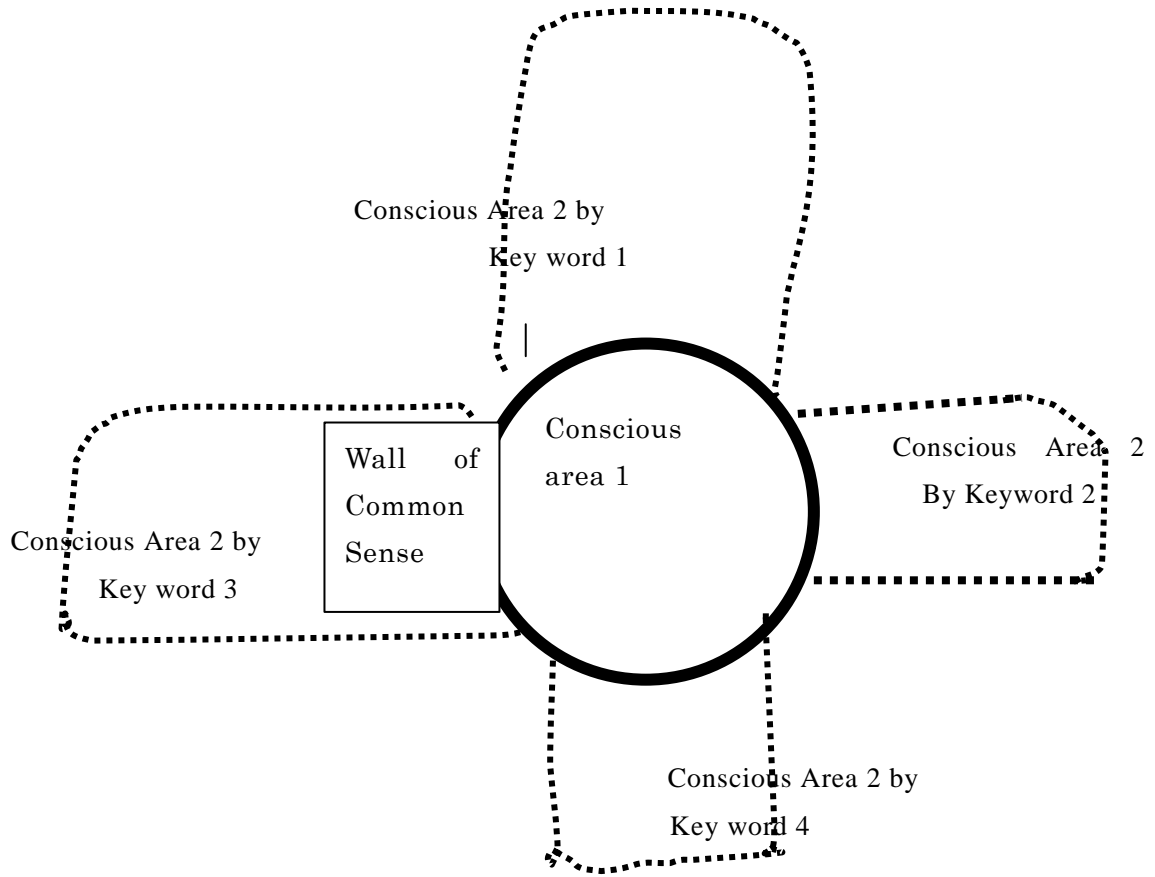 Conscious Area 2 by
Key word 1
Conscious
area 1
Wall of
Common
Sense
Conscious Area 2
By Keyword 2
Conscious Area 2 by
Key word 3
Conscious Area 2 by
Key word 4